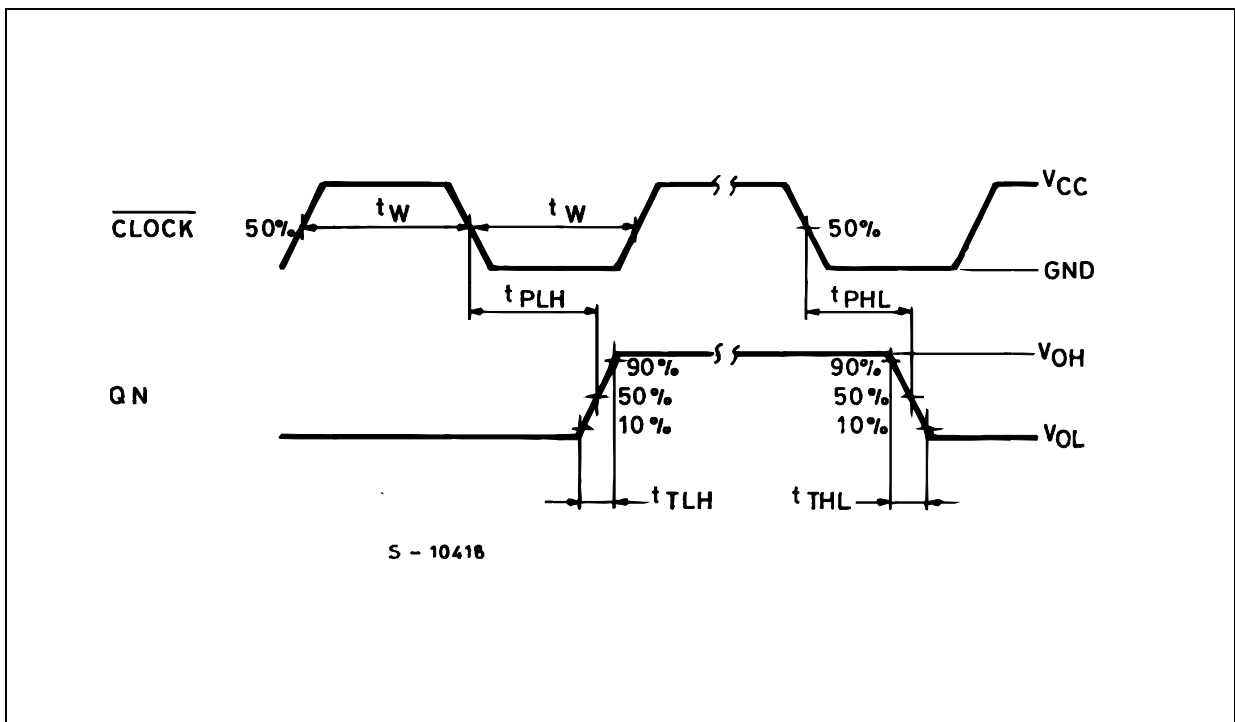 VCC
tW tW
CLOCK 50% 50%
GND
tPLH tPHL
VOH
90% 90%
QN 50% 50%
10% 10%
VOL
tTLH tTHL
S - 10418